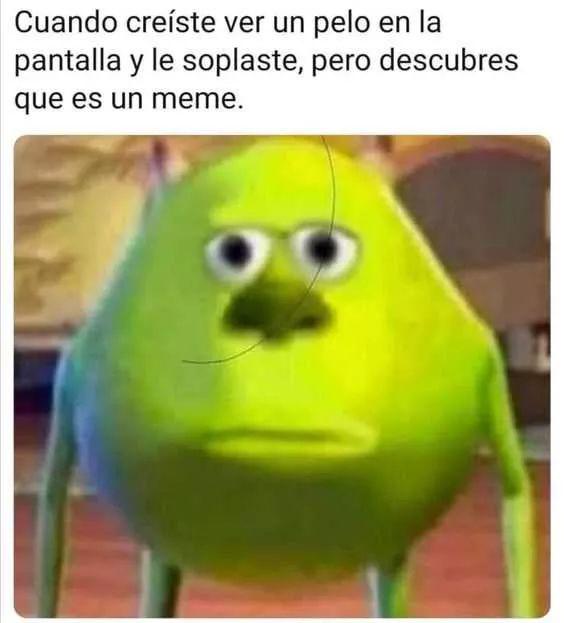 Cuando creíste ver un pelo en la
pantalla y le soplaste, pero descubres
que es un meme.